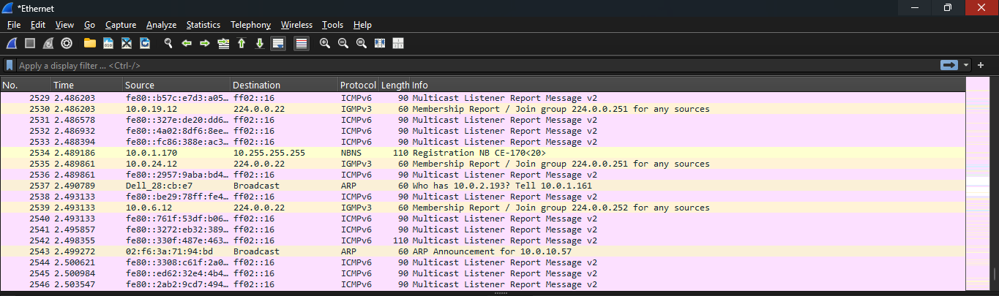 *Ethernet
File Edit View Go Capture Analyze Statistics Telephony Wireless Tools Help
Apply a display filter ... <Ctrl-/>
No. Time Source Destination Protocol Length Info
2529 2.486203 fe80::b57c:e7d3:a05… ff02::16 ICMPv6 90 Multicast Listener Report Message v2
2530 2.486203 10.0.19.12 224.0.0.22 IGMPv3 60 Membership Report / Join group 224.0.0.251 for any sources
2531 2.486578 fe80::327e:de20:dd6… ff02::16 ICMPv6 90 Multicast Listener Report Message v2
2532 2.486932 fe80::4a02:8df6:8ee… ff02::16 ICMPv6 90 Multicast Listener Report Message v2
2533 2.488394 fe80::fc86:388e:ac3… ff02::16 ICMPv6 90 Multicast Listener Report Message v2
2534 2.489186 10.0.1.170 10.255.255.255 NBNS 110 Registration NB CE-170<20>
2535 2.489861 10.0.24.12 224.0.0.22 IGMPv3 60 Membership Report / Join group 224.0.0.251 for any sources
2536 2.489861 fe80::2957:9aba:bd4… ff02::16 ICMPv6 90 Multicast Listener Report Message v2
2537 2.490789 Dell_28:cb:e7 Broadcast ARP 60 Who has 10.0.2.193? Tell 10.0.1.161
2538 2.493133 fe80::be29:78ff:fe4… ff02::16 ICMPv6 90 Multicast Listener Report Message v2
2539 2.493133 10.0.6.12 224.0.0.22 IGMPv3 60 Membership Report / Join group 224.0.0.252 for any sources
2540 2.493133 fe80::761f:53df:b06… ff02::16 ICMPv6 90 Multicast Listener Report Message v2
2541 2.495857 fe80::3272:eb32:389… ff02::16 ICMPv6 90 Multicast Listener Report Message v2
2542 2.498355 fe80::330f:487e:463… ff02::16 ICMPv6 110 Multicast Listener Report Message v2
2543 2.499272 02:f6:3a:71:94:bd Broadcast ARP 60 ARP Announcement for 10.0.10.57
2544 2.500621 fe80::3308:c61f:2a0… ff02::16 ICMPv6 90 Multicast Listener Report Message v2
2545 2.500984 fe80::ed62:32e4:4b4… ff02::16 ICMPv6 90 Multicast Listener Report Message v2
2546 2.503547 fe80::2ab2:9cd7:494… ff02::16 ICMPv6 90 Multicast Listener Report Message v2